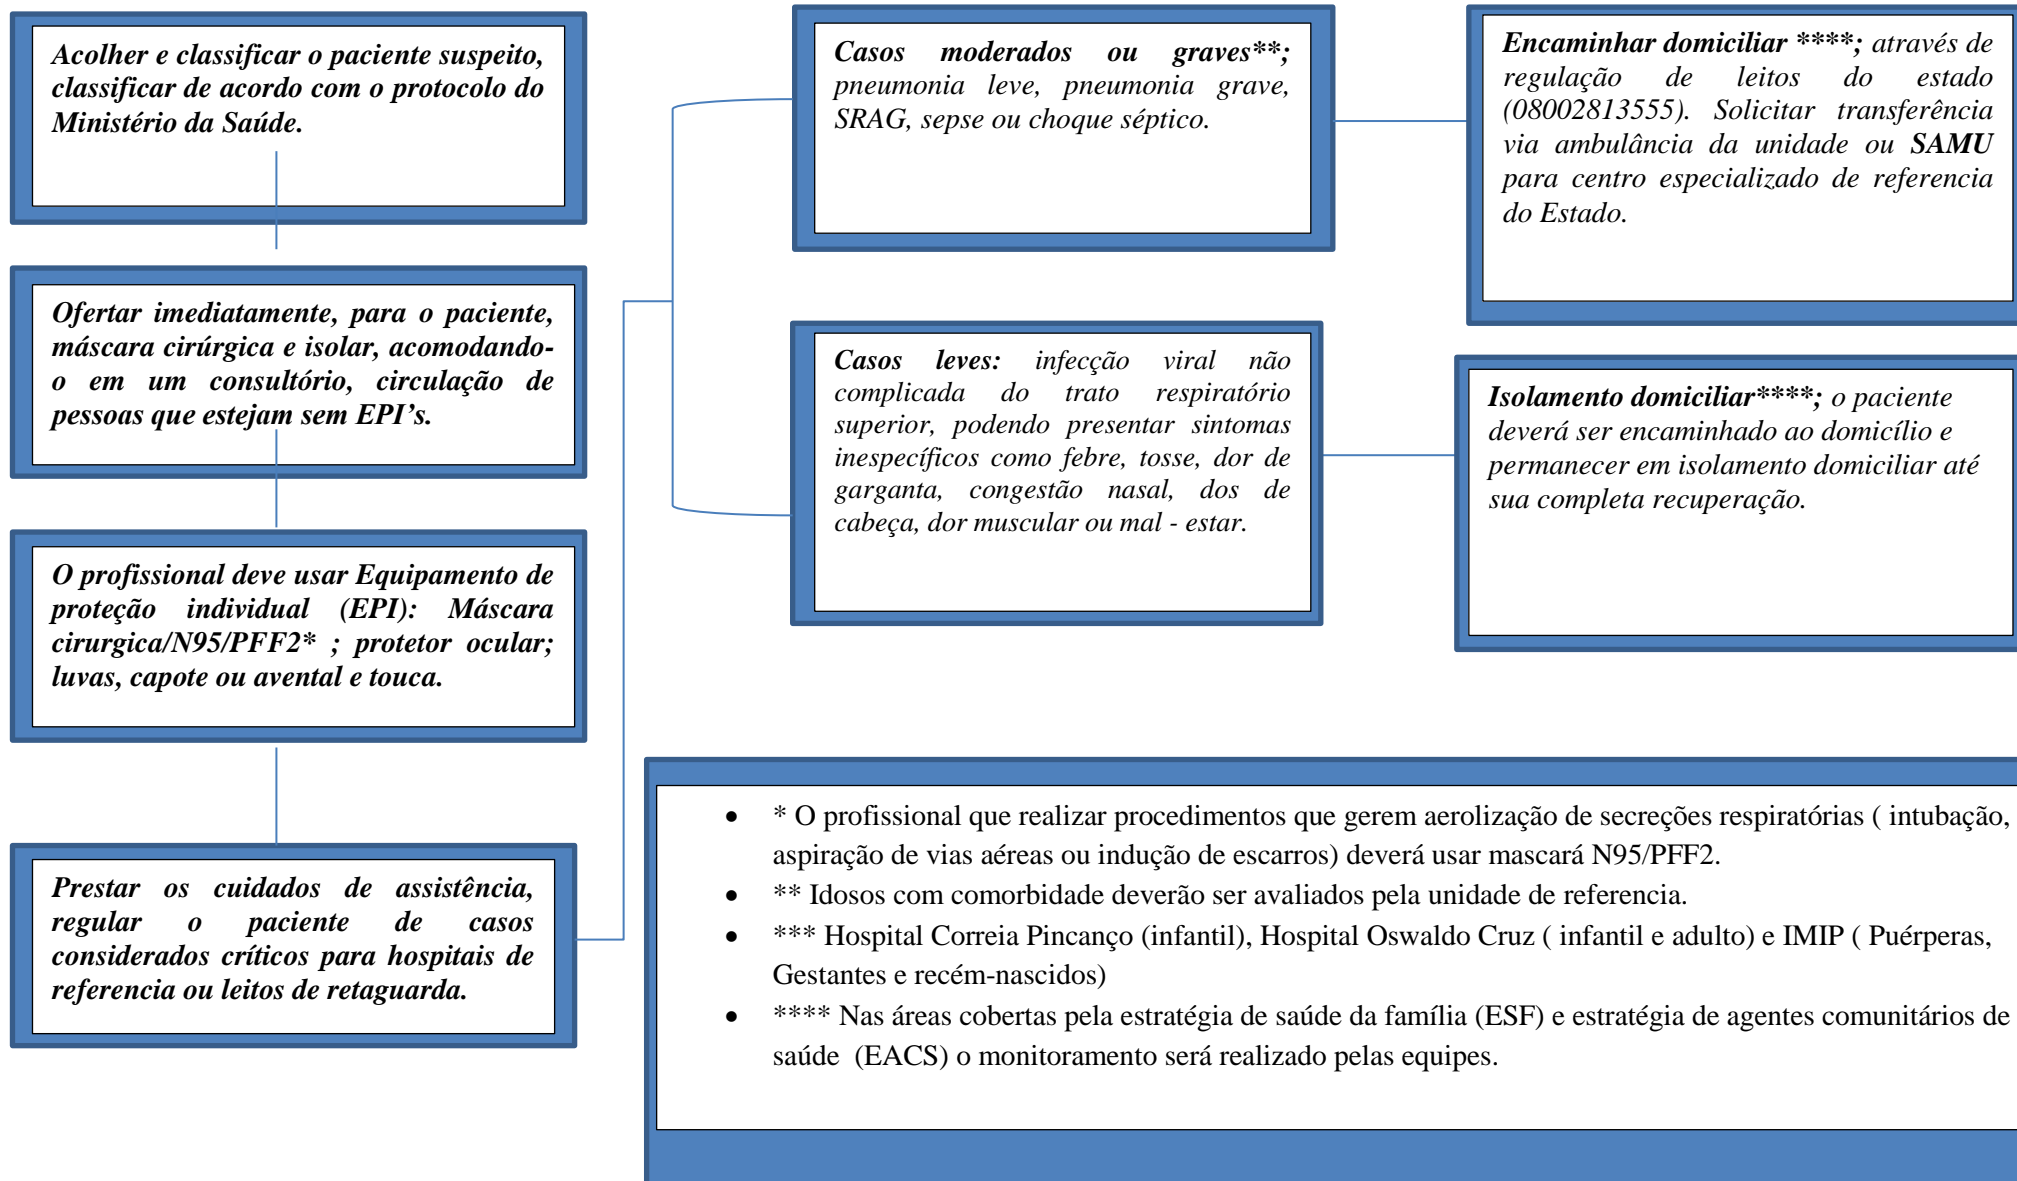 Acolher e classificar o paciente suspeito,
classificar de acordo com o protocolo do
Ministério da Saúde.
Ofertar imediatamente, para o paciente,
máscara cirúrgica e isolar, acomodando-
o em um consultório, circulação de
pessoas que estejam sem EPI’s.
O profissional deve usar Equipamento de
proteção individual (EPI): Máscara
cirurgica/N95/PFF2* ; protetor ocular;
luvas, capote ou avental e touca.
Prestar os cuidados de assistência,
regular o paciente de casos
considerados críticos para hospitais de
referencia ou leitos de retaguarda.
Casos moderados ou graves**;
pneumonia leve, pneumonia grave,
SRAG, sepse ou choque séptico.
Casos leves: infecção viral não
complicada do trato respiratório
superior, podendo presentar sintomas
inespecíficos como febre, tosse, dor de
garganta, congestão nasal, dos de
cabeça, dor muscular ou mal - estar.
Encaminhar domiciliar ****; através de
regulação de leitos do estado
(08002813555). Solicitar transferência
via ambulância da unidade ou SAMU
para centro especializado de referencia
do Estado.
Isolamento domiciliar****; o paciente
deverá ser encaminhado ao domicílio e
permanecer em isolamento domiciliar até
sua completa recuperação.
• * O profissional que realizar procedimentos que gerem aerolização de secreções respiratórias ( intubação,
aspiração de vias aéreas ou indução de escarros) deverá usar mascará N95/PFF2.
• ** Idosos com comorbidade deverão ser avaliados pela unidade de referencia.
• *** Hospital Correia Pincanço (infantil), Hospital Oswaldo Cruz ( infantil e adulto) e IMIP ( Puérperas,
Gestantes e recém-nascidos)
• **** Nas áreas cobertas pela estratégia de saúde da família (ESF) e estratégia de agentes comunitários de
saúde (EACS) o monitoramento será realizado pelas equipes.